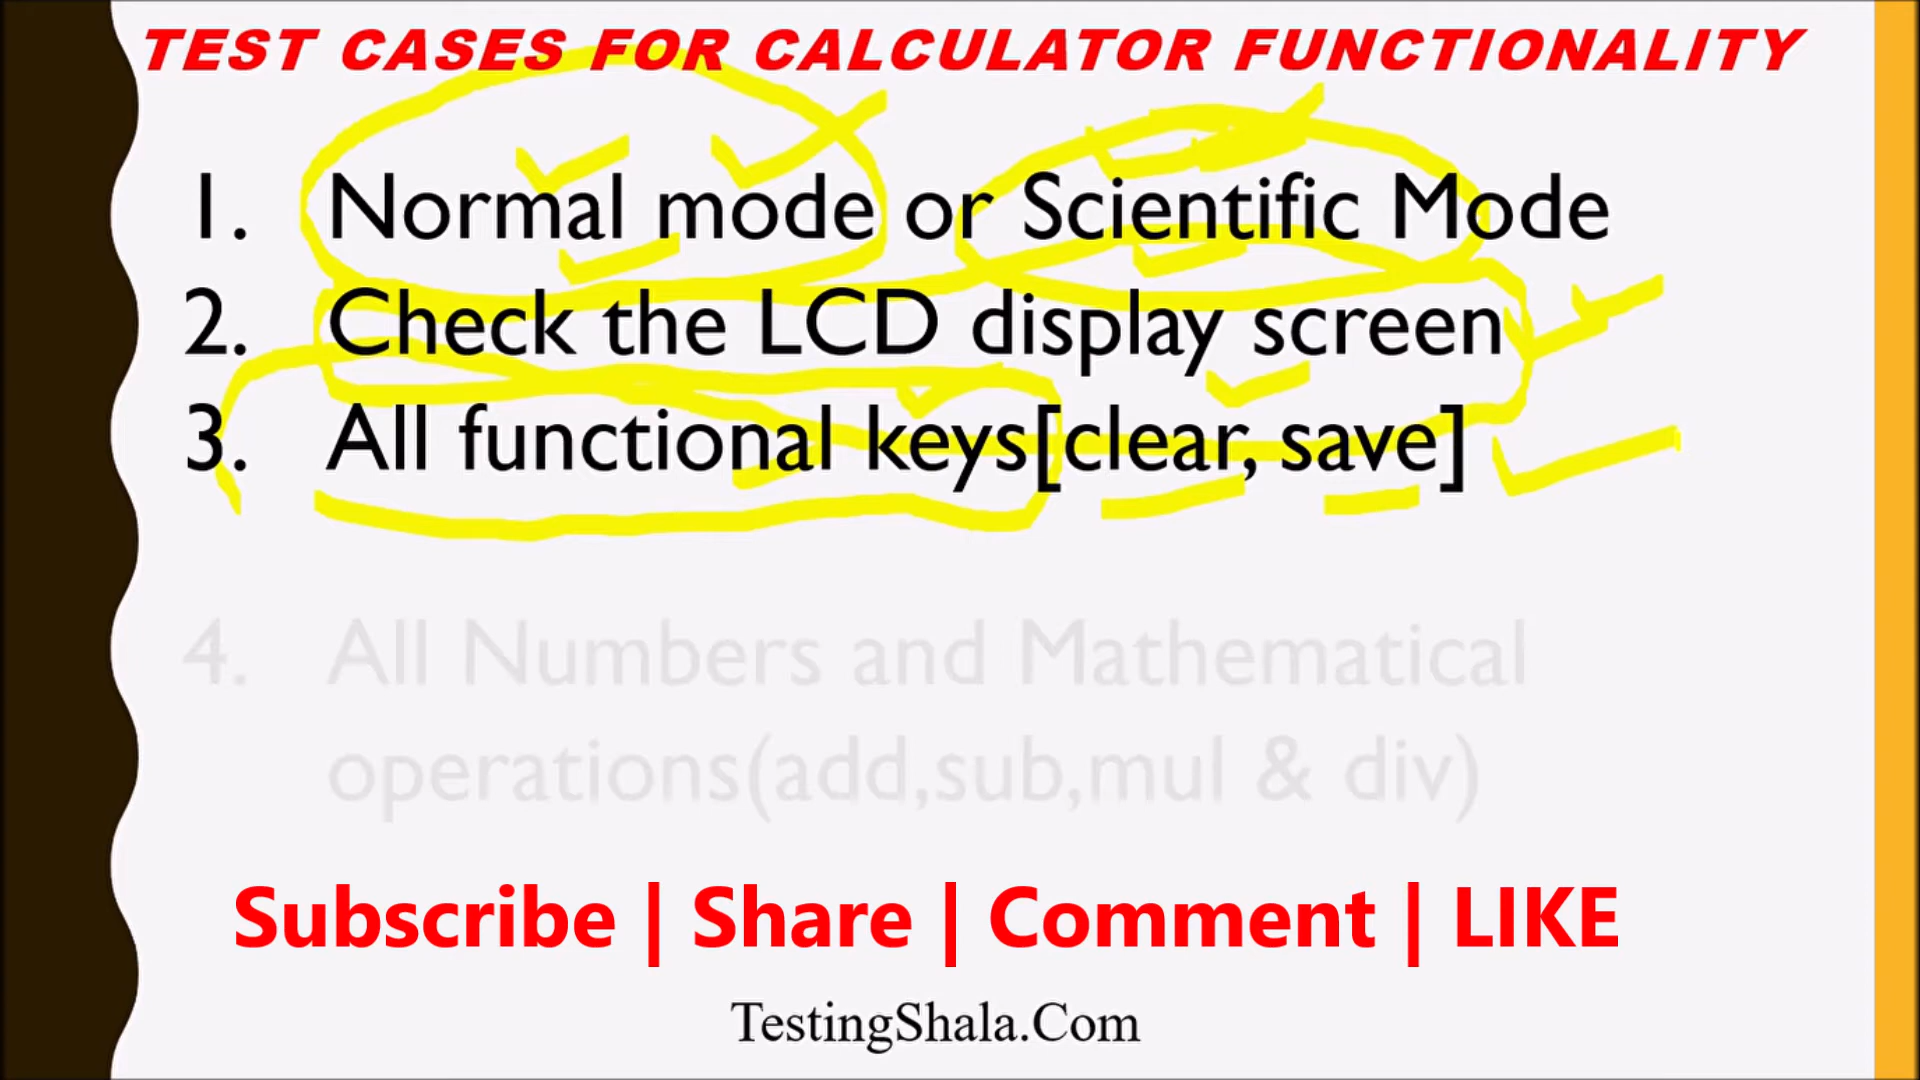 TEST CASES FOR CALCULATOR FUNCTIONALITY
1. Normal mode or Scientific Mode
2. Check the LCD display screen
3. All functional keys[clear, save]
4. All Numbers and Mathematical
operations(add,sub,mul & div)
Subscribe | Share | Comment | LIKE
TestingShala.Com